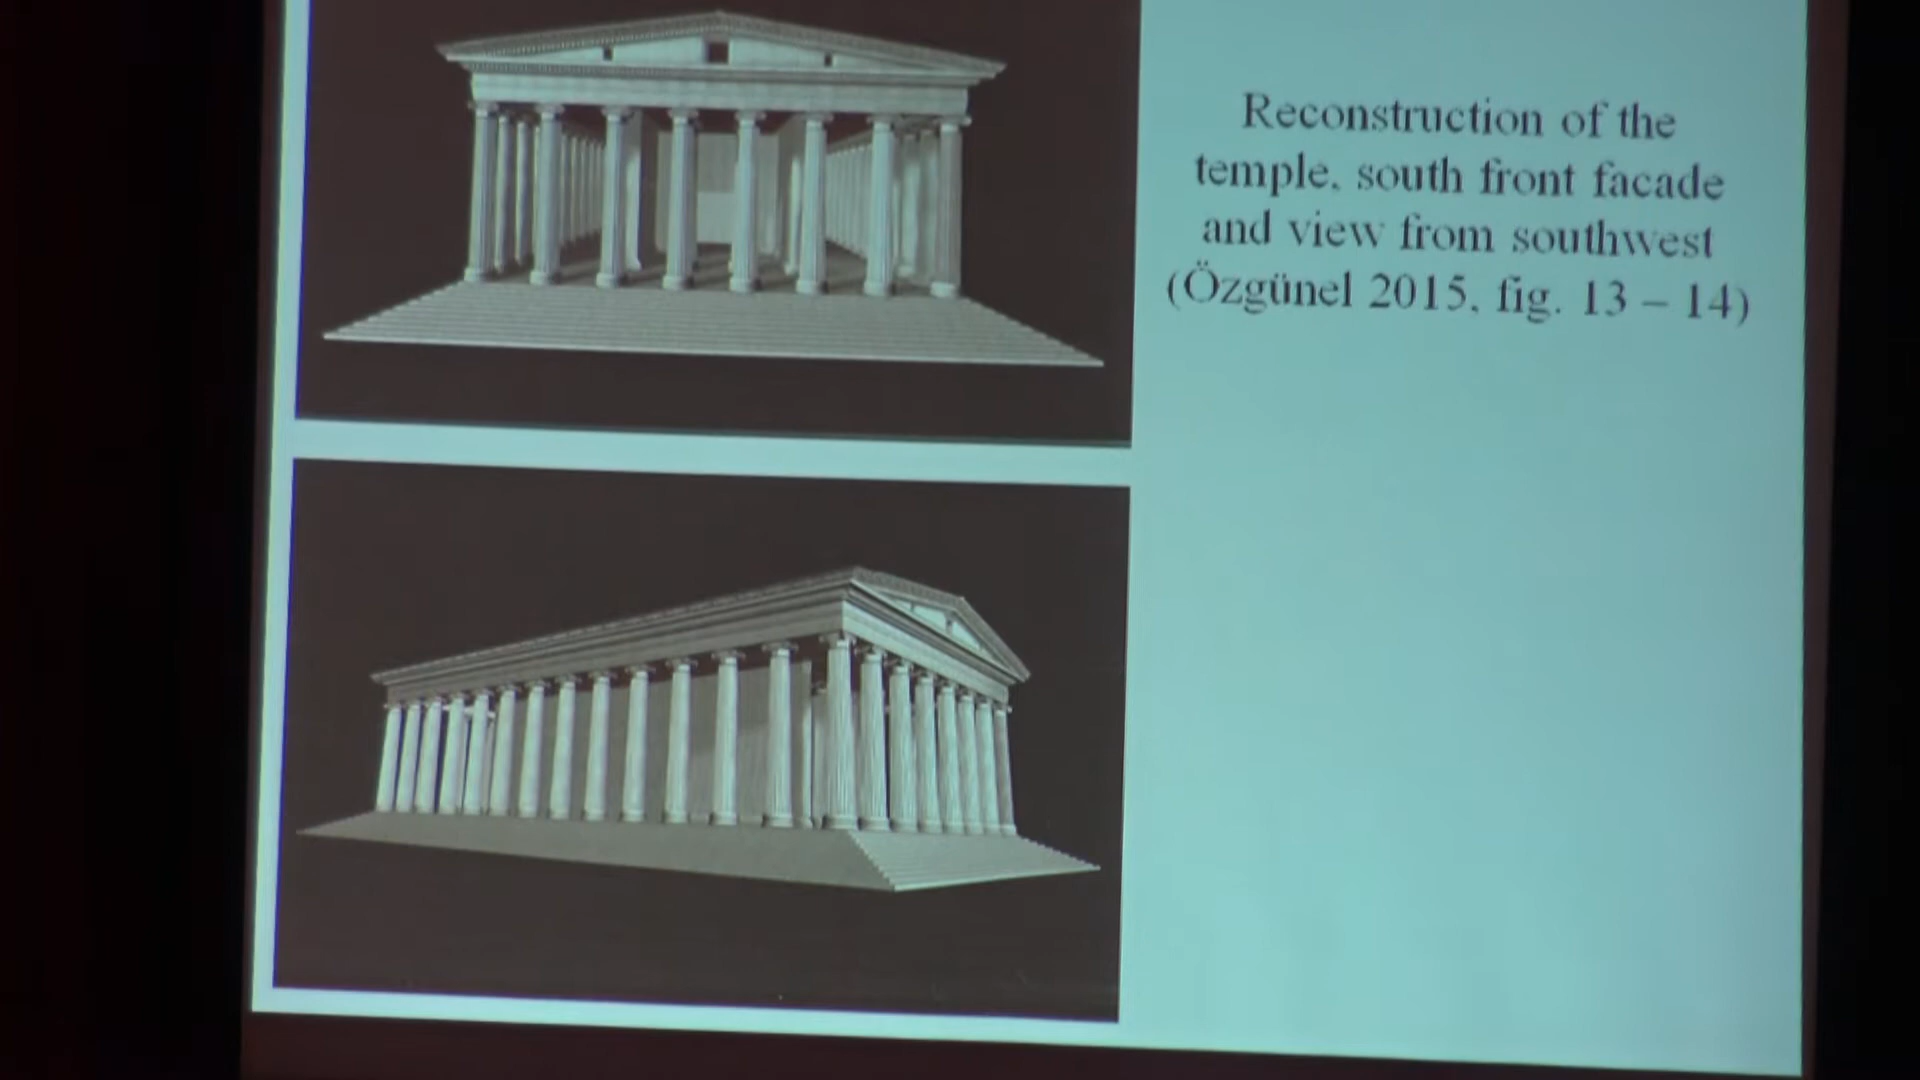 Reconstruction of the
temple, south front facade
and view from southwest
(Özgünel 2015, fig. 13 – 14)